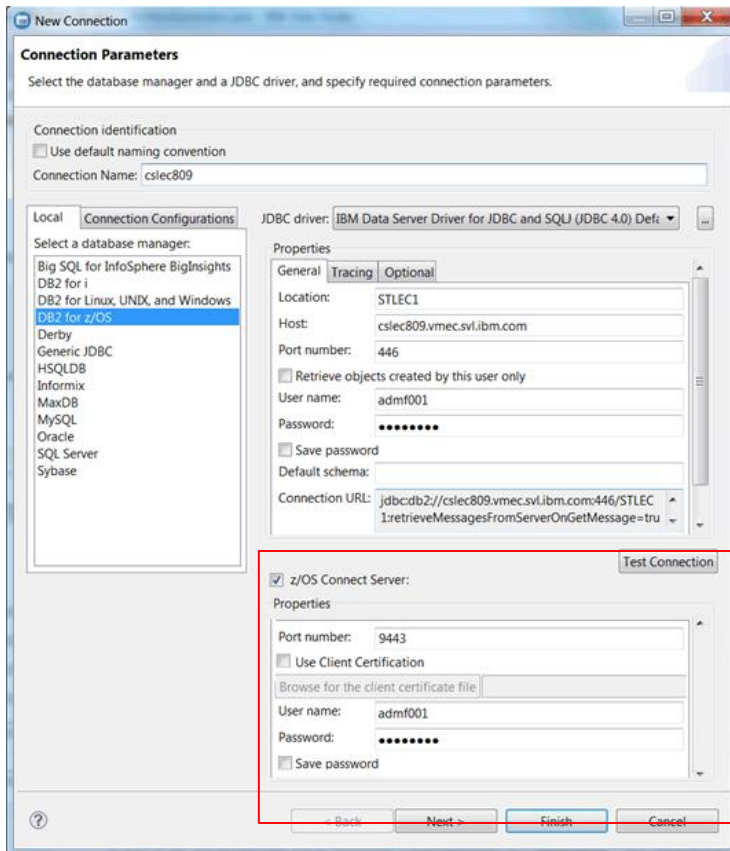 New Connection
Connection Parameters
Select the database manager and a JDBC driver, and specify required connection parameters.
Connection identification
Use default naming convention
Connection Name: cslec809
Local
Connection Configurations
JDBC driver: IBM Data Server Driver for JDBC and SQLJ (JDBC 4.0) Defa
...
Select a database manager:
Big SQL for InfoSphere BigInsights
DB2 for i
DB2 for Linux, UNIX, and Windows
DB2 for z/OS
Derby
Generic JDBC
HSQLDB
Informix
MaxDB
MySQL
Oracle
SQL Server
Sybase
Properties
General Tracing Optional
Location: STLEC1
Host: cslec809.vmec.svl.ibm.com
Port number: 446
Retrieve objects created by this user only
User name: admf001
Password: ●●●●●●●●
Save password
Default schema:
Connection URL: jdbc:db2://cslec809.vmec.svl.ibm.com:446/STLEC
1:retrieveMessagesFromServerOnGetMessage=tru
Test Connection
z/OS Connect Server:
Properties
Port number: 9443
Use Client Certification
Browse for the client certificate file
User name: admf001
Password: ●●●●●●●●
Save password
? < Back Next > Finish Cancel